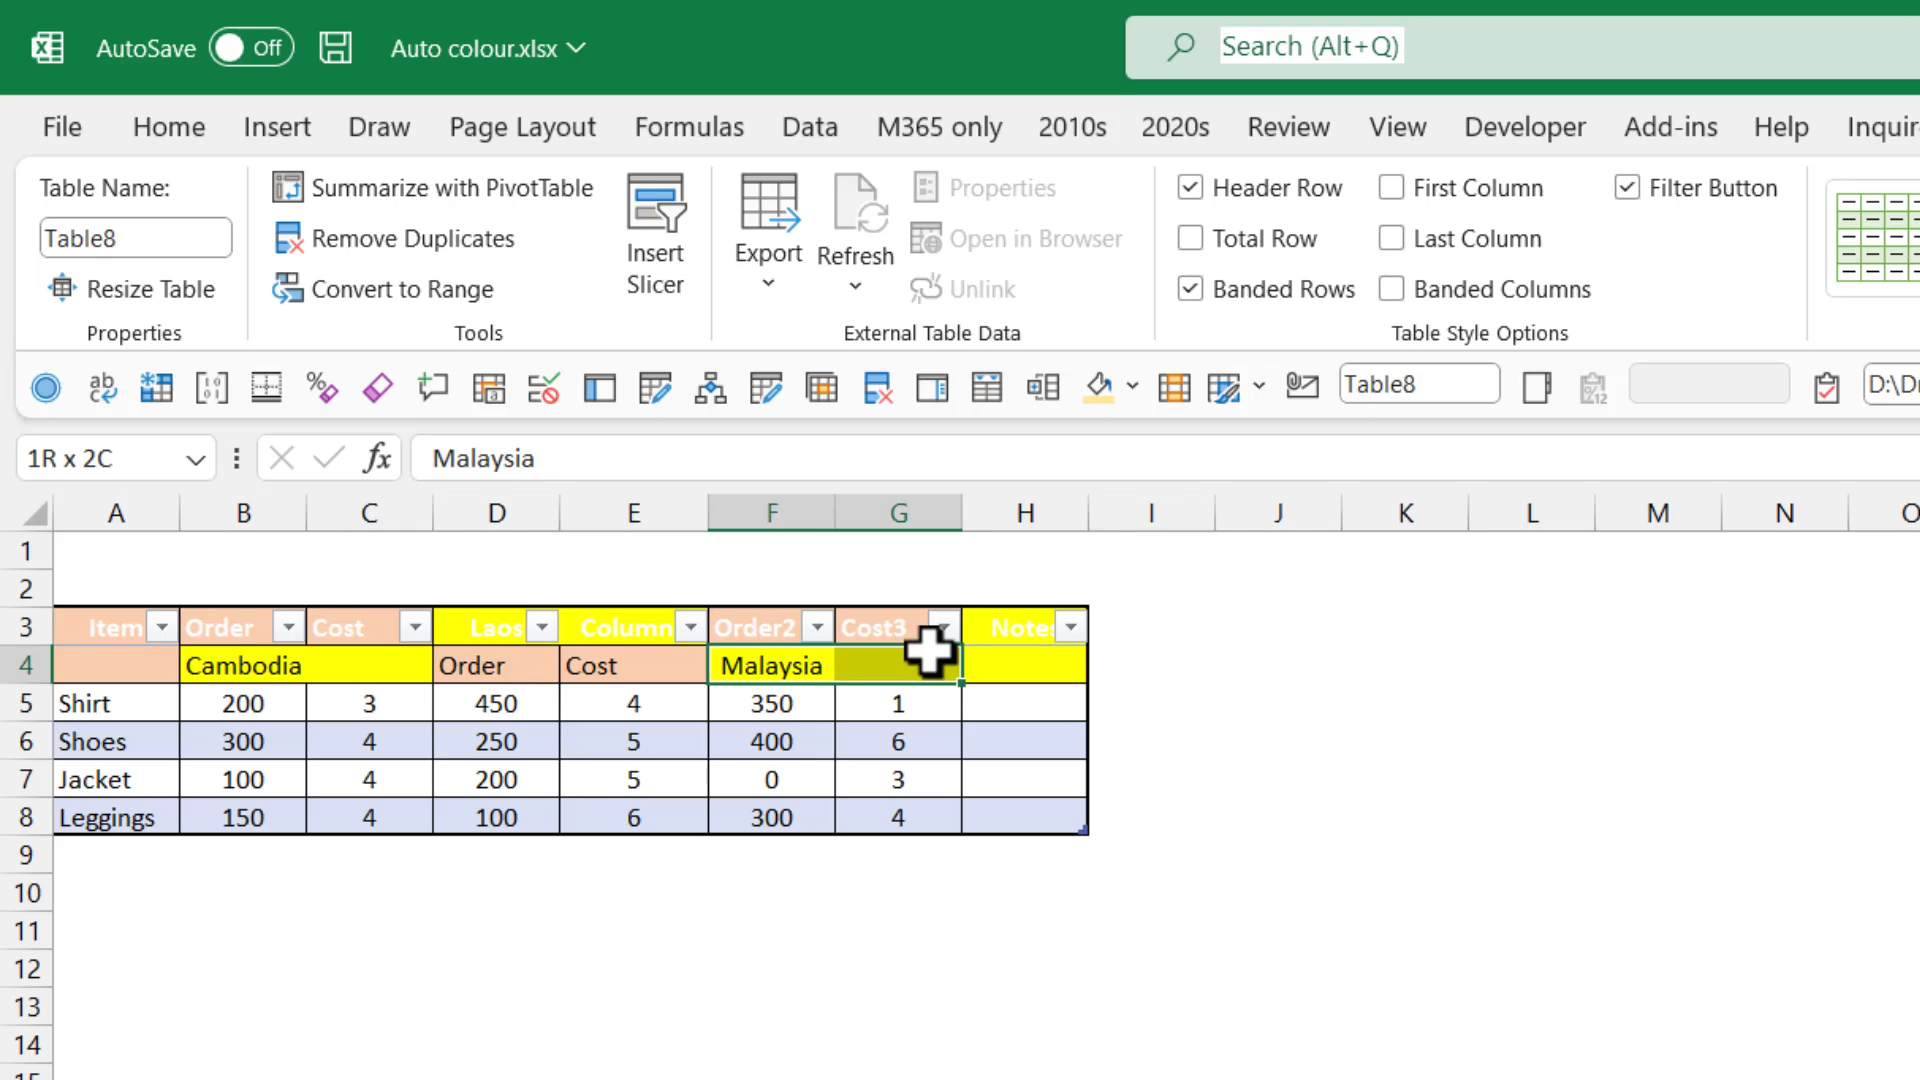 AutoSave Off Auto colour.xlsx Search (Alt+Q)
File Home Insert Draw Page Layout Formulas Data M365 only 2010s 2020s Review View Developer Add-ins Help Inquir
Table Name: Summarize with PivotTable Properties Header Row First Column Filter Button
Table8 Remove Duplicates Insert Slicer Export Refresh Open in Browser Total Row Last Column
Resize Table Convert to Range Unlink Banded Rows Banded Columns
Properties Tools External Table Data Table Style Options
Table8 D:\Dr
1R x 2C fx Malaysia
A B C D E F G H I J K L M N O
1
2
3 Item Order Cost Laos Column Order2 Cost3 Notes
4 Cambodia Order Cost Malaysia
5 Shirt 200 3 450 4 350 1
6 Shoes 300 4 250 5 400 6
7 Jacket 100 4 200 5 0 3
8 Leggings 150 4 100 6 300 4
9
10
11
12
13
14
15